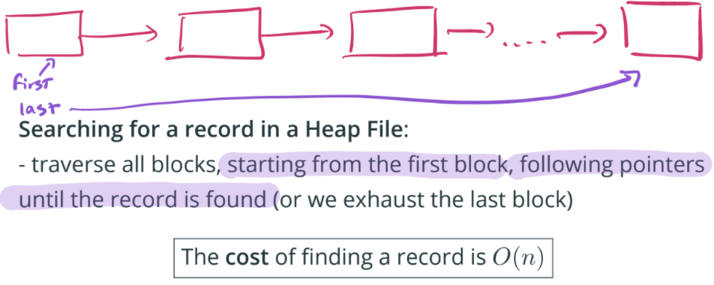 first
last
Searching for a record in a Heap File:
- traverse all blocks, starting from the first block, following pointers
until the record is found (or we exhaust the last block)
The cost of finding a record is O(n)